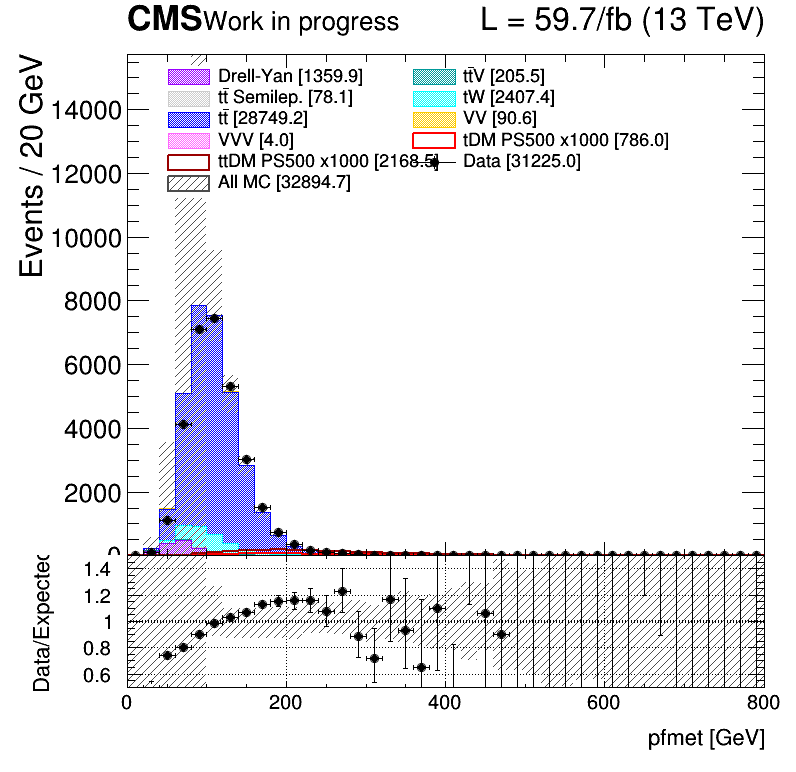 CMS Work in progress L = 59.7/fb (13 TeV)
Events / 20 GeV
14000
12000
10000
8000
6000
4000
2000
0
Drell-Yan [1359.9]
tt̄V [205.5]
tt̄ Semilep. [78.1]
tW [2407.4]
tt̄ [28749.2]
VV [90.6]
VVV [4.0]
tDM PS500 x1000 [786.0]
ttDM PS500 x1000 [2168.5]
Data [31225.0]
All MC [32894.7]
Data/Expected
1.4
1.2
1
0.8
0.6
0 200 400 600 800
pfmet [GeV]